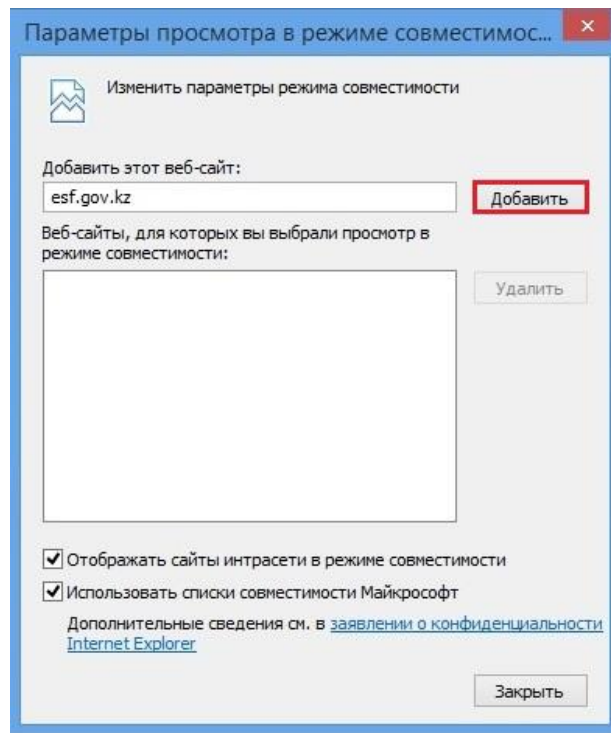 Параметры просмотра в режиме совместимос...
Изменить параметры режима совместимости
Добавить этот веб-сайт:
esf.gov.kz
Добавить
Веб-сайты, для которых вы выбрали просмотр в
режиме совместимости:
Удалить
Отображать сайты интрасети в режиме совместимости
Использовать списки совместимости Майкрософт
Дополнительные сведения см. в заявлении о конфиденциальности
Internet Explorer
Закрыть